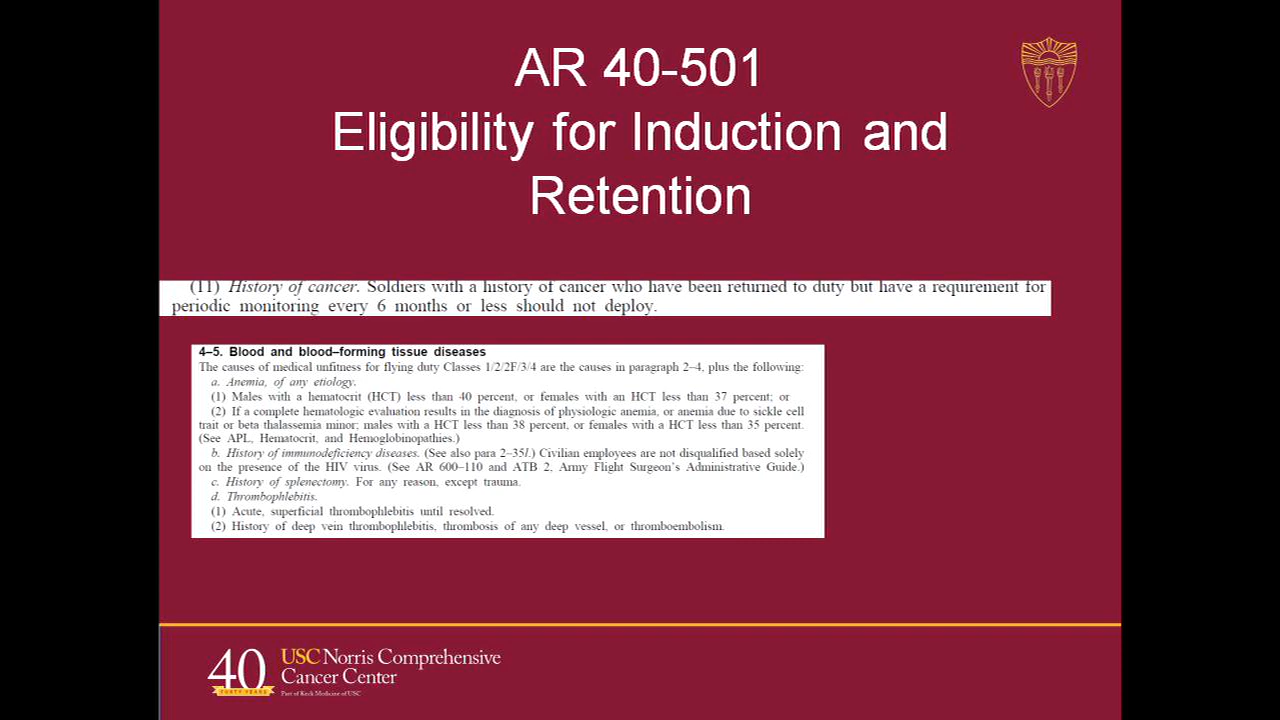 AR 40-501
Eligibility for Induction and
Retention
(11) History of cancer. Soldiers with a history of cancer who have been returned to duty but have a requirement for
periodic monitoring every 6 months or less should not deploy.
4–5. Blood and blood–forming tissue diseases
The causes of medical unfitness for flying duty Classes 1/2/2F/3/4 are the causes in paragraph 2–4, plus the following:
a. Anemia, of any etiology.
(1) Males with a hematocrit (HCT) less than 40 percent, or females with an HCT less than 37 percent; or
(2) If a complete hematologic evaluation results in the diagnosis of physiologic anemia, or anemia due to sickle cell
trait or beta thalassemia minor; males with a HCT less than 38 percent, or females with a HCT less than 35 percent.
(See APL, Hematocrit, and Hemoglobinopathies.)
b. History of immunodeficiency diseases. (See also para 2–35l.) Civilian employees are not disqualified based solely
on the presence of the HIV virus. (See AR 600–110 and ATB 2, Army Flight Surgeon's Administrative Guide.)
c. History of splenectomy. For any reason, except trauma.
d. Thrombophlebitis.
(1) Acute, superficial thrombophlebitis until resolved.
(2) History of deep vein thrombophlebitis, thrombosis of any deep vessel, or thromboembolism.
40
FORTY YEARS
USC Norris Comprehensive
Cancer Center
Part of Keck Medicine of USC